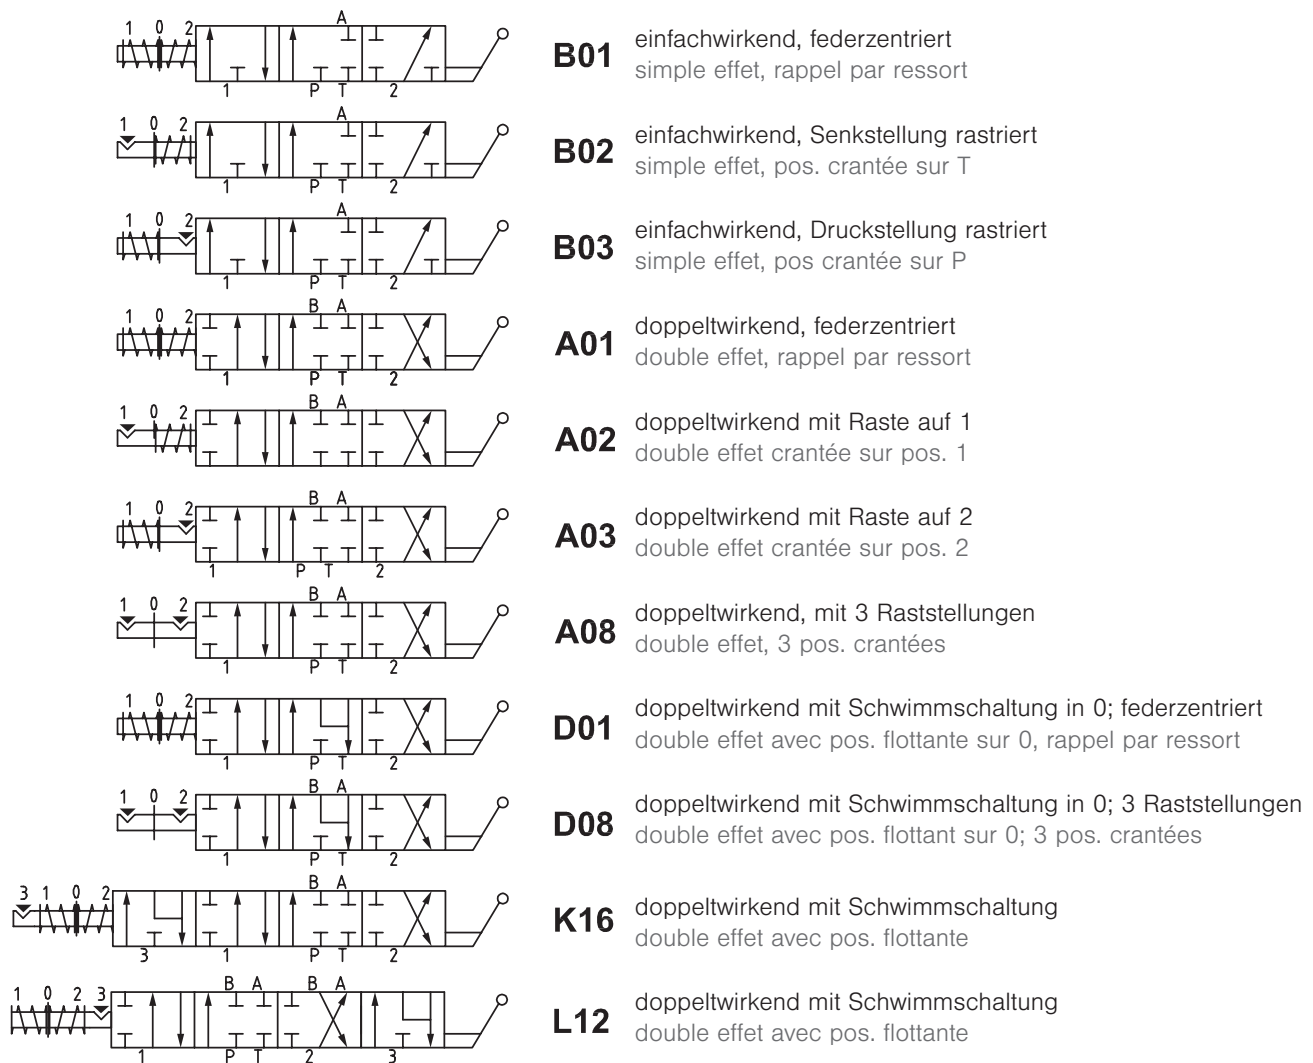 A
1 0 2
B01 einfachwirkend, federzentriert
simple effet, rappel par ressort
1 P T 2
A
1 0 2
B02 einfachwirkend, Senkstellung rastriert
simple effet, pos. crantée sur T
1 P T 2
A
1 0 2
B03 einfachwirkend, Druckstellung rastriert
simple effet, pos crantée sur P
1 P T 2
B A
1 0 2
A01 doppeltwirkend, federzentriert
double effet, rappel par ressort
1 P T 2
B A
1 0 2
A02 doppeltwirkend mit Raste auf 1
double effet crantée sur pos. 1
1 P T 2
B A
1 0 2
A03 doppeltwirkend mit Raste auf 2
double effet crantée sur pos. 2
1 P T 2
B A
1 0 2
A08 doppeltwirkend, mit 3 Raststellungen
double effet, 3 pos. crantées
1 P T 2
B A
1 0 2
D01 doppeltwirkend mit Schwimmschaltung in 0; federzentriert
double effet avec pos. flottante sur 0, rappel par ressort
1 P T 2
B A
1 0 2
D08 doppeltwirkend mit Schwimmschaltung in 0; 3 Raststellungen
double effet avec pos. flottant sur 0; 3 pos. crantées
1 P T 2
B A
3 1 0 2
K16 doppeltwirkend mit Schwimmschaltung
double effet avec pos. flottante
3 1 P T 2
B A B A
1 0 2 3
L12 doppeltwirkend mit Schwimmschaltung
double effet avec pos. flottante
1 P T 2 3